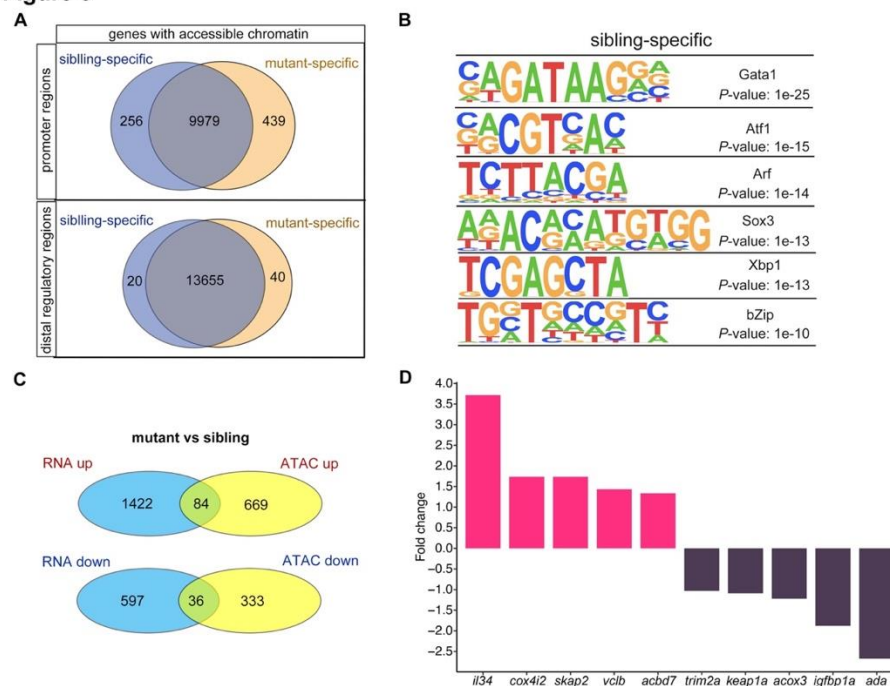 A
genes with accessible chromatin
promoter regions
siblling-specific
mutant-specific
256
9979
439
distal regulatory regions
siblling-specific
mutant-specific
20
13655
40
B
sibling-specific
Gata1
P-value: 1e-25
Atf1
P-value: 1e-15
Arf
P-value: 1e-14
Sox3
P-value: 1e-13
Xbp1
P-value: 1e-13
bZip
P-value: 1e-10
C
mutant vs sibling
RNA up
ATAC up
1422
84
669
RNA down
ATAC down
597
36
333
D
Fold change
4.0
3.5
3.0
2.5
2.0
1.5
1.0
0.5
0.0
−0.5
−1.0
−1.5
−2.0
−2.5
il34 cox4i2 skap2 vclb acbd7 trim2a keap1a acox3 igfbp1a ada